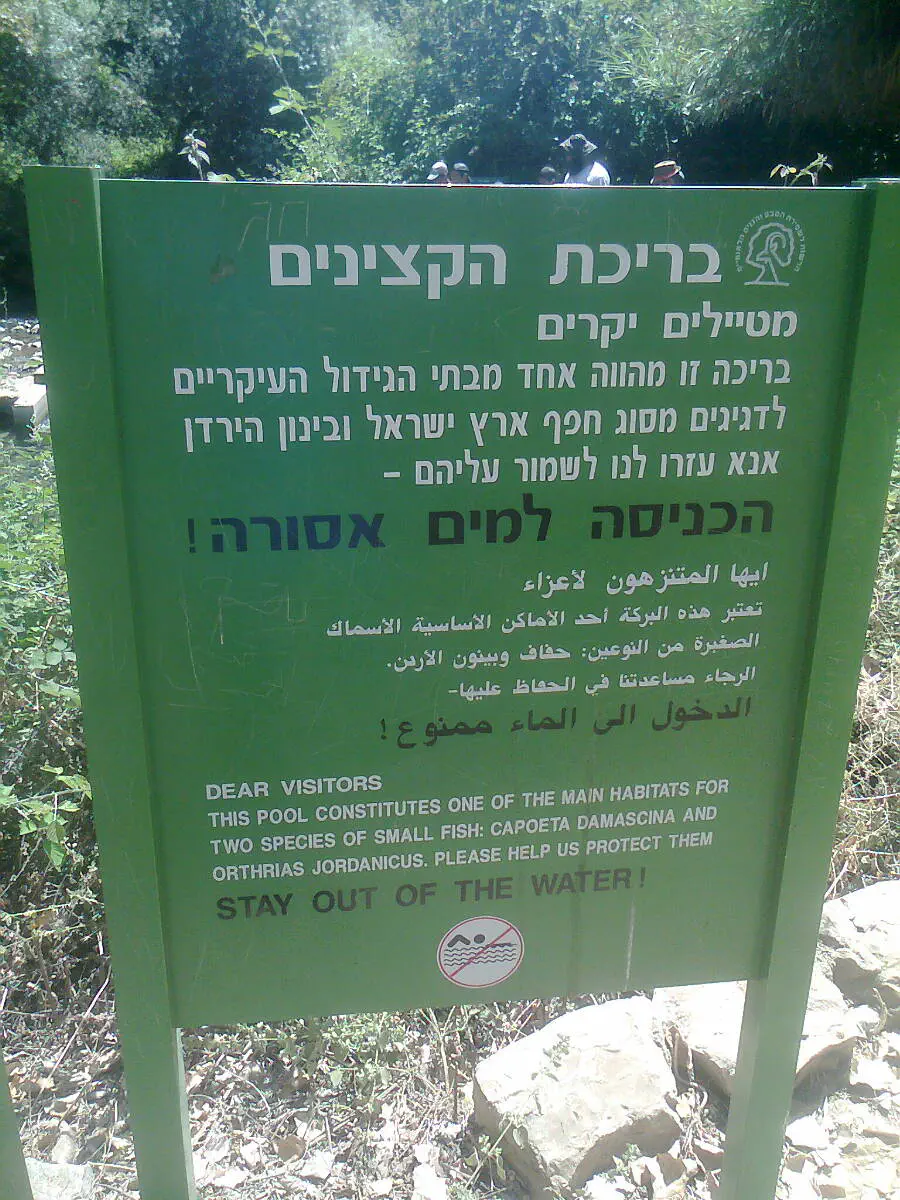 בריכת הקצינים
מטיילים יקרים
בריכה זו מהווה אחד מבתי הגידול העיקריים
לדגיגים מסוג חפף ארץ ישראל ובינון הירדן
אנא עזרו לנו לשמור עליהם –
הכניסה למים אסורה!
ايها المتنزهون لأعزاء
تعتبر هذه البركة أحد الأماكن الأساسية الأسماك
الصغيرة من النوعين: حفاف وبينون الأردن.
الرجاء مساعدتنا في الحفاظ عليها-
الدخول الى الماء ممنوع!
DEAR VISITORS
THIS POOL CONSTITUTES ONE OF THE MAIN HABITATS FOR
TWO SPECIES OF SMALL FISH: CAPOETA DAMASCINA AND
ORTHRIAS JORDANICUS. PLEASE HELP US PROTECT THEM
STAY OUT OF THE WATER!